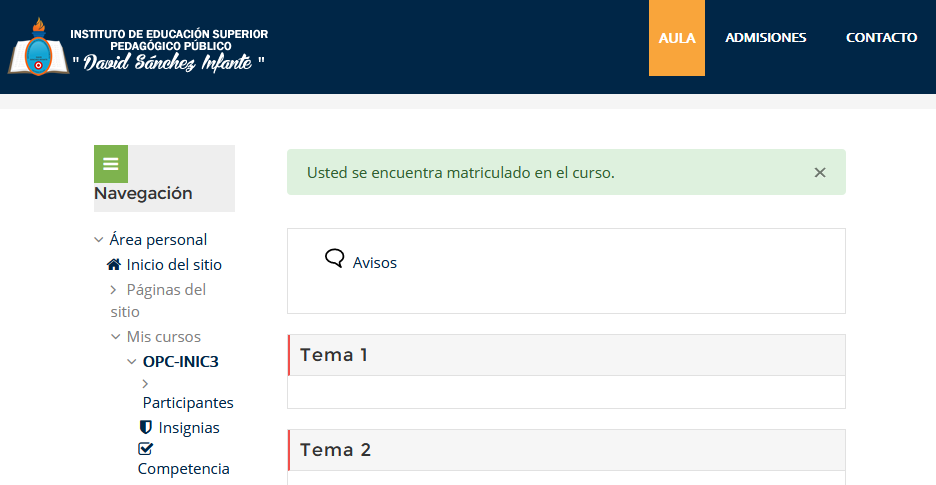 INSTITUTO DE EDUCACIÓN SUPERIOR
PEDAGÓGICO PÚBLICO
" David Sánchez Infante "
AULA
ADMISIONES
CONTACTO
Navegación
Área personal
Inicio del sitio
Páginas del
sitio
Mis cursos
OPC-INIC3
Participantes
Insignias
Competencia
Usted se encuentra matriculado en el curso. ×
Avisos
Tema 1
Tema 2